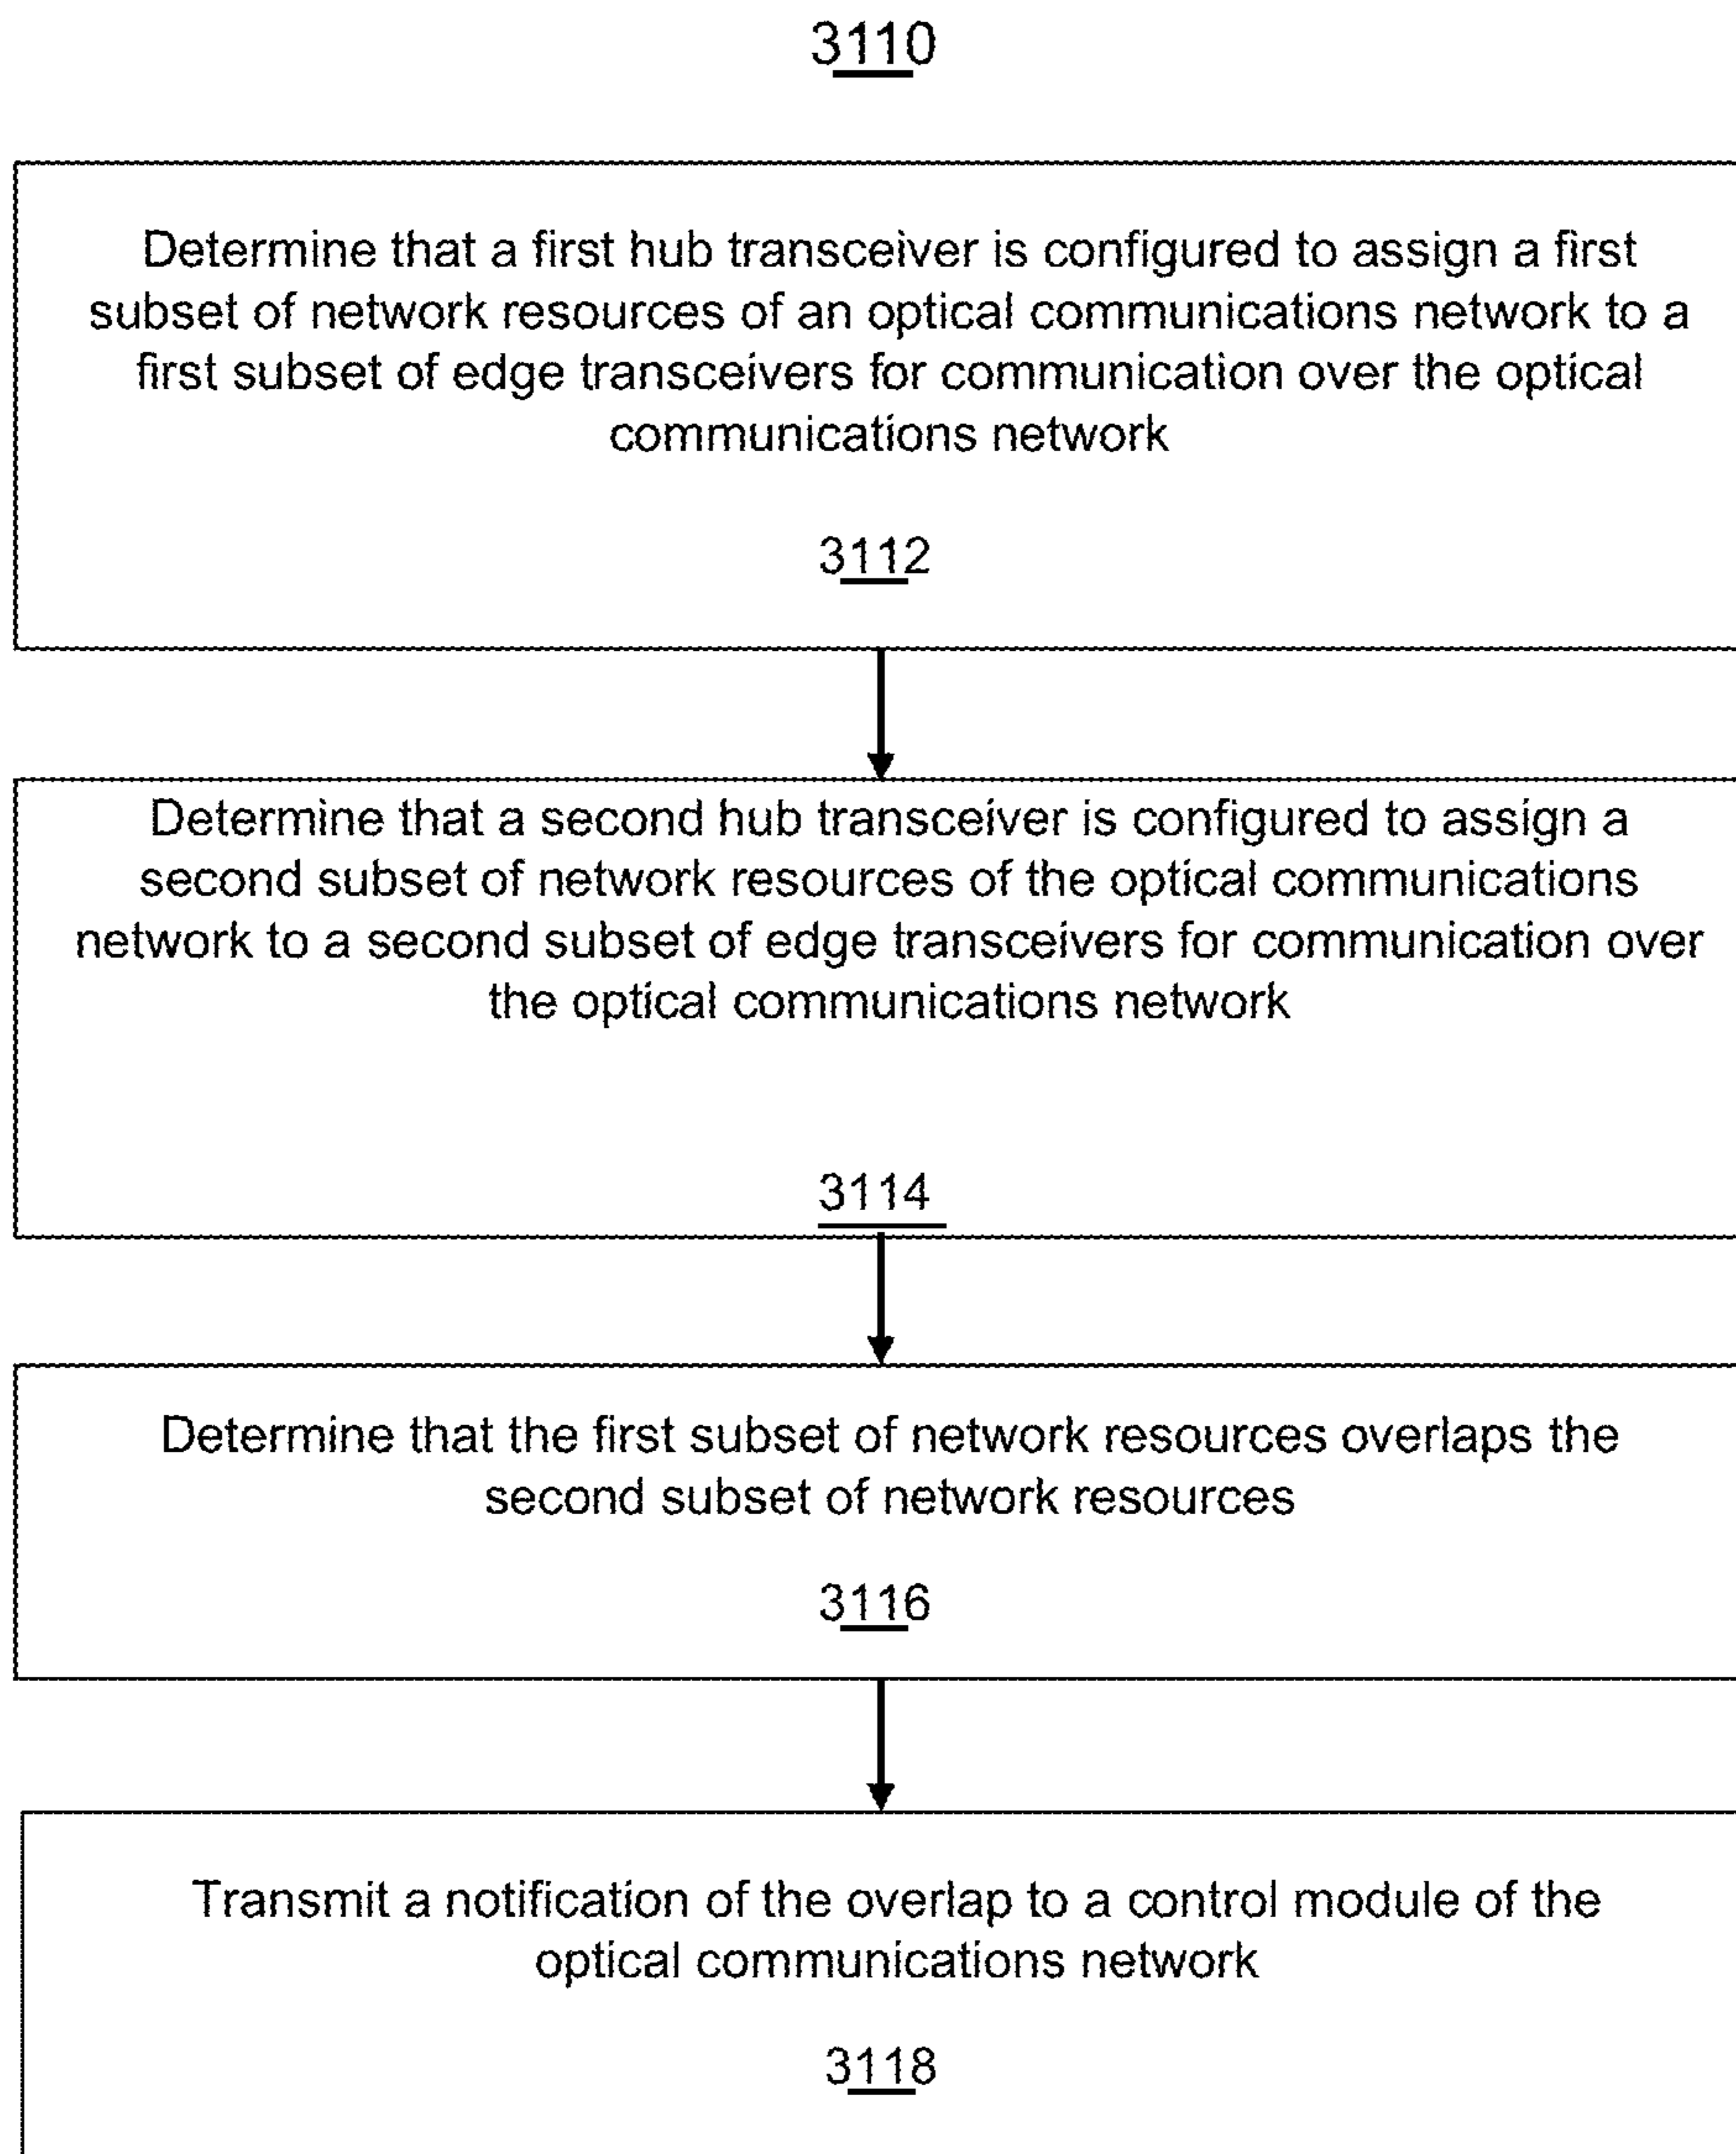 3110
Determine that a first hub transceiver is configured to assign a first
subset of network resources of an optical communications network to a
first subset of edge transceivers for communication over the optical
communications network
3112
Determine that a second hub transceiver is configured to assign a
second subset of network resources of the optical communications
network to a second subset of edge transceivers for communication over
the optical communications network
3114
Determine that the first subset of network resources overlaps the
second subset of network resources
3116
Transmit a notification of the overlap to a control module of the
optical communications network
3118